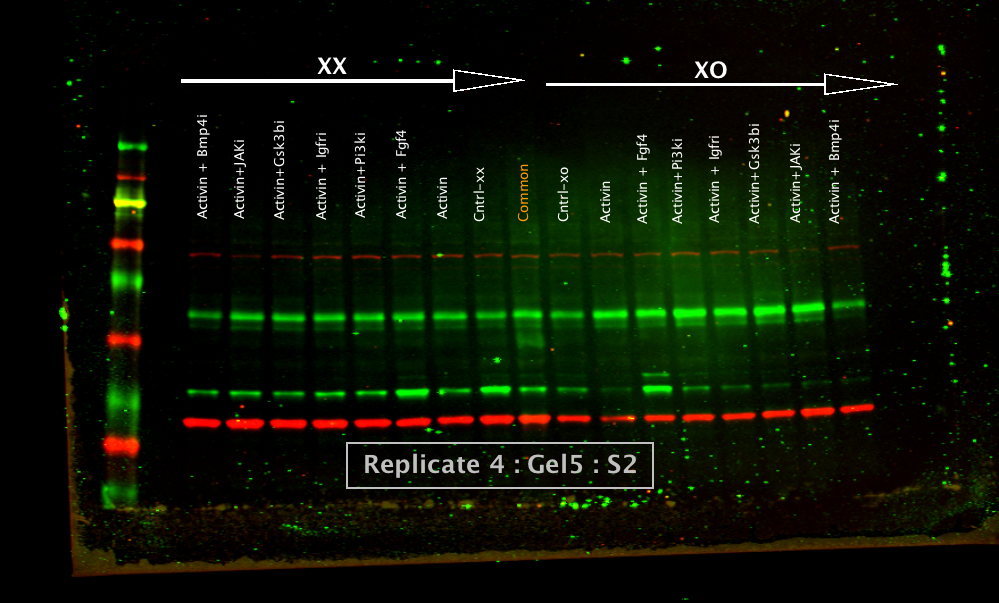 XX
XO
Activin + Bmp4i
Activin+JAKi
Activin+Gsk3bi
Activin + Igfri
Activin+Pi3ki
Activin + Fgf4
Activin
Cntrl-xx
Common
Cntrl-xo
Activin
Activin + Fgf4
Activin+Pi3ki
Activin + Igfri
Activin+Gsk3bi
Activin+JAKi
Activin + Bmp4i
Replicate 4 : Gel5 : S2